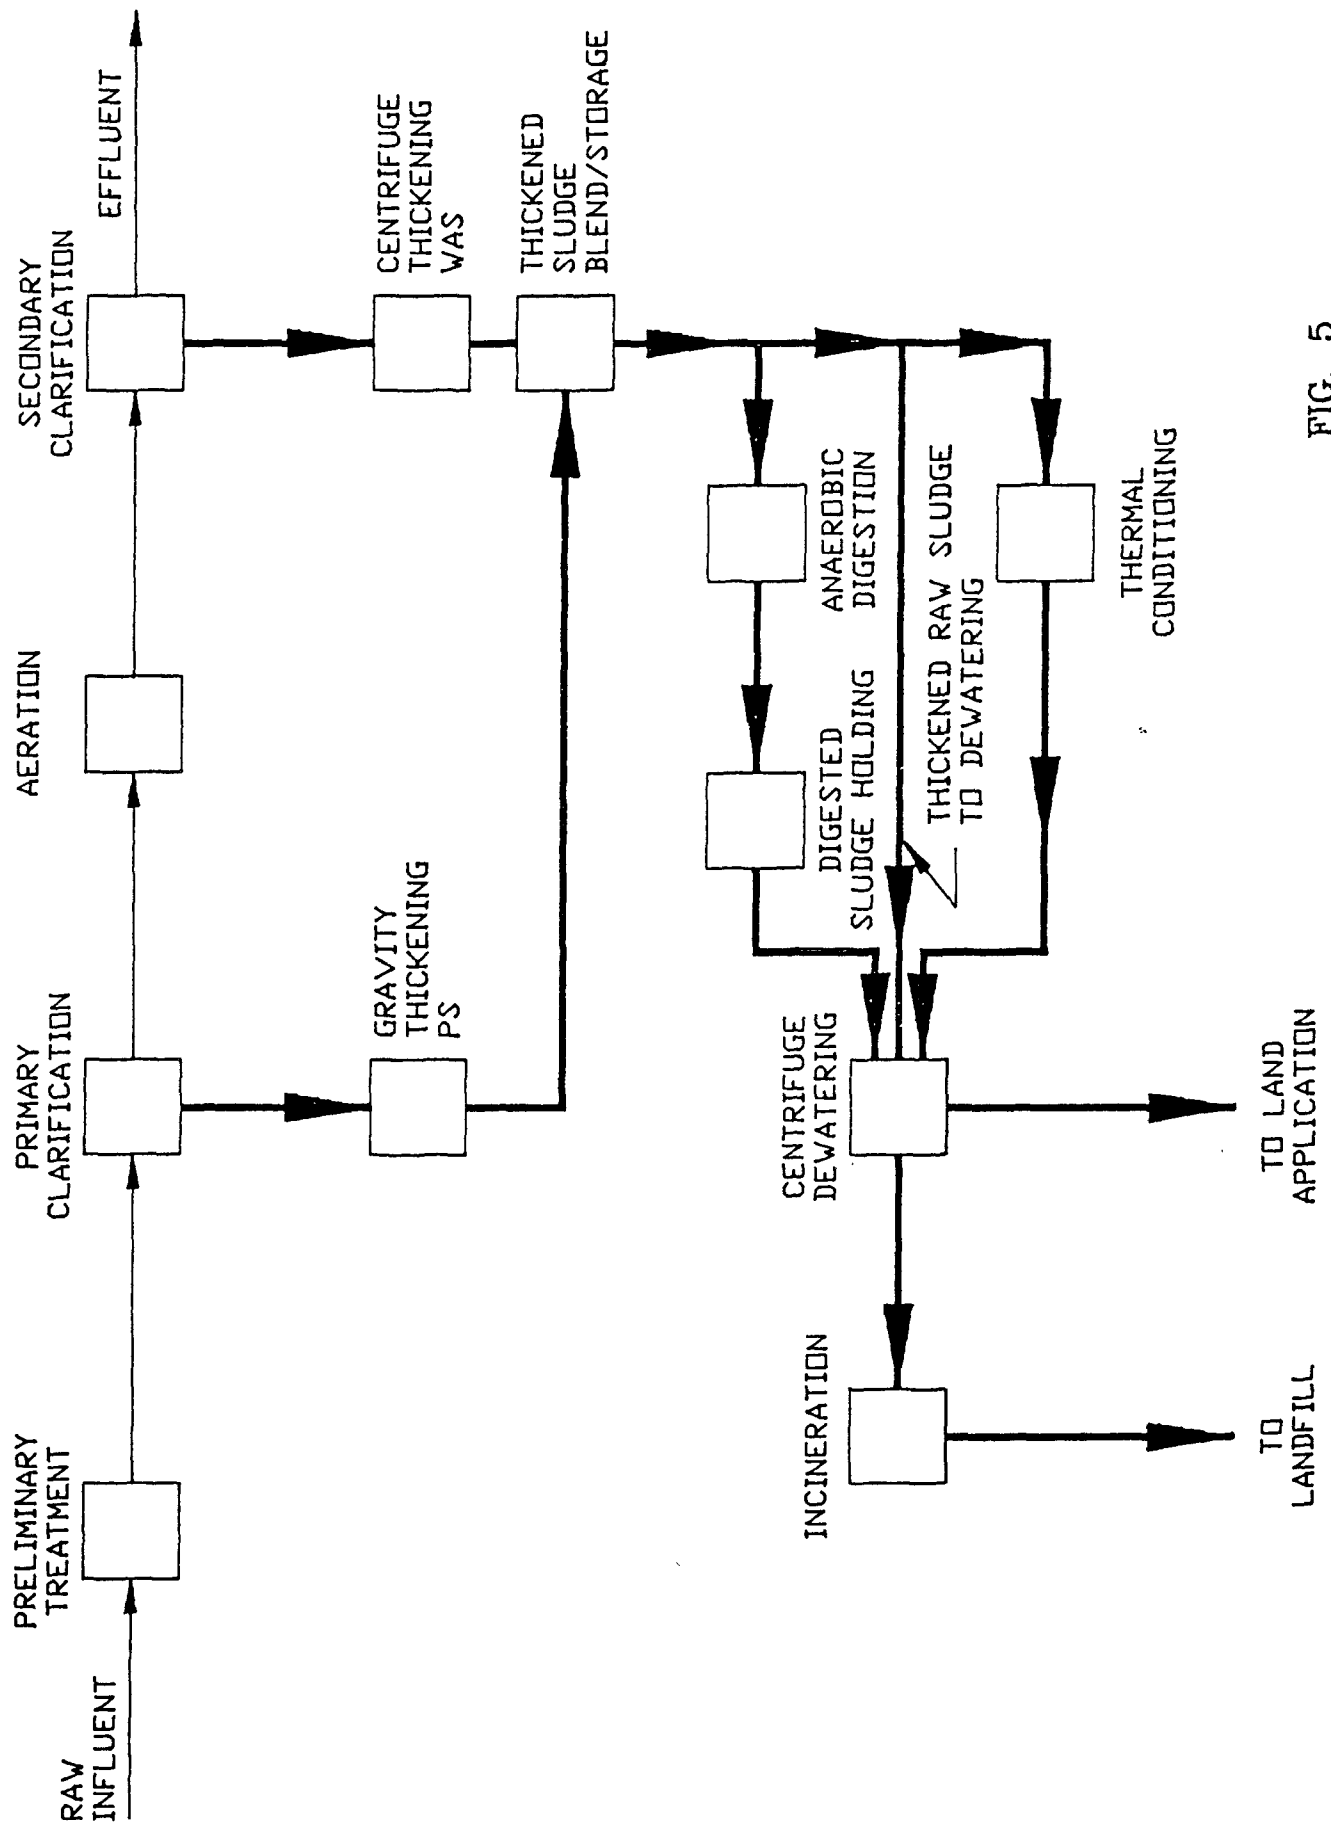 RAW
INFLUENT
PRELIMINARY
TREATMENT
PRIMARY
CLARIFICATION
AERATION
SECONDARY
CLARIFICATION
EFFLUENT
GRAVITY
THICKENING
PS
CENTRIFUGE
THICKENING
WAS
THICKENED
SLUDGE
BLEND/STORAGE
ANAEROBIC
DIGESTION
DIGESTED
SLUDGE HOLDING
THICKENED RAW SLUDGE
TO DEWATERING
THERMAL
CONDITIONING
CENTRIFUGE
DEWATERING
INCINERATION
TO
LANDFILL
TO LAND
APPLICATION
FIG. 5